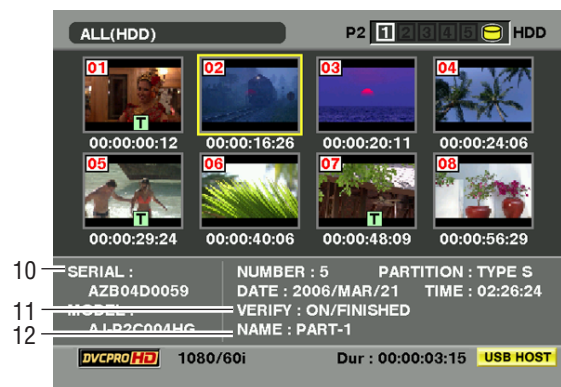 ALL(HDD) P2 1 2 3 4 5 HDD
01 02 03 04
T
00:00:00:12 00:00:16:26 00:00:20:11 00:00:24:06
05 06 07 08
T T
00:00:29:24 00:00:40:06 00:00:48:09 00:00:56:29
10 SERIAL : NUMBER : 5 PARTITION : TYPE S
AZB04D0059 DATE : 2006/MAR/21 TIME : 02:26:24
11 MODEL : VERIFY : ON/FINISHED
12 AJ-P2C004HG NAME : PART-1
DVCPRO HD 1080/60i Dur : 00:00:03:15 USB HOST